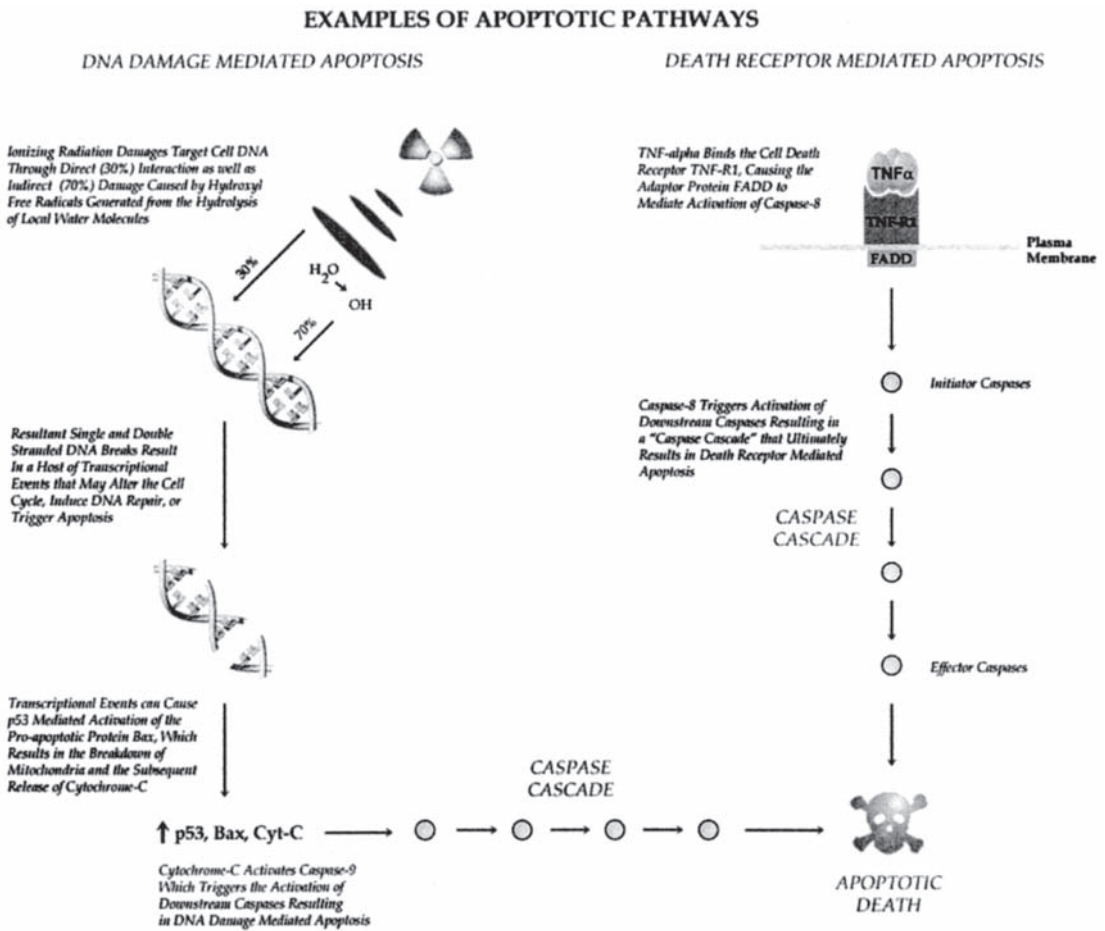 EXAMPLES OF APOPTOTIC PATHWAYS
DNA DAMAGE MEDIATED APOPTOSIS
Ionizing Radiation Damages Target Cell DNA
Through Direct (30%) Interaction as well as
Indirect (70%) Damage Caused by Hydroxyl
Free Radicals Generated from the Hydrolysis
of Local Water Molecules
30%
H2O
OH
70%
Resultant Single and Double
Stranded DNA Breaks Result
In a Host of Transcriptional
Events that May Alter the Cell
Cycle, Induce DNA Repair, or
Trigger Apoptosis
Transcriptional Events can Cause
p53 Mediated Activation of the
Pro-apoptotic Protein Bax, Which
Results in the Breakdown of
Mitochondria and the Subsequent
Release of Cytochrome-C
↑ p53, Bax, Cyt-C
Cytochrome-C Activates Caspase-9
Which Triggers the Activation of
Downstream Caspases Resulting
in DNA Damage Mediated Apoptosis
CASPASE
CASCADE
DEATH RECEPTOR MEDIATED APOPTOSIS
TNF-alpha Binds the Cell Death
Receptor TNF-R1, Causing the
Adaptor Protein FADD to
Mediate Activation of Caspase-8
TNFα
TNF-R1
FADD
Plasma
Membrane
Initiator Caspases
Caspase-8 Triggers Activation of
Downstream Caspases Resulting in
a "Caspase Cascade" that Ultimately
Results in Death Receptor Mediated
Apoptosis
CASPASE
CASCADE
Effector Caspases
APOPTOTIC
DEATH